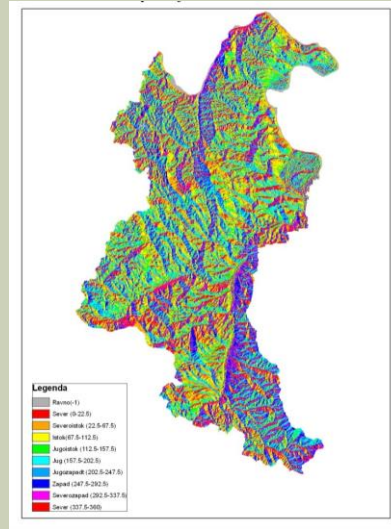 Legenda
Ravno(-1)
Sever (0-22.5)
Severoistok (22.5-67.5)
Istok(67.5-112.5)
Jugoistok (112.5-157.5)
Jug (157.5-202.5)
Jugozapadt (202.5-247.5)
Zapad (247.5-292.5)
Severozapad (292.5-337.5)
Sever (337.5-360)